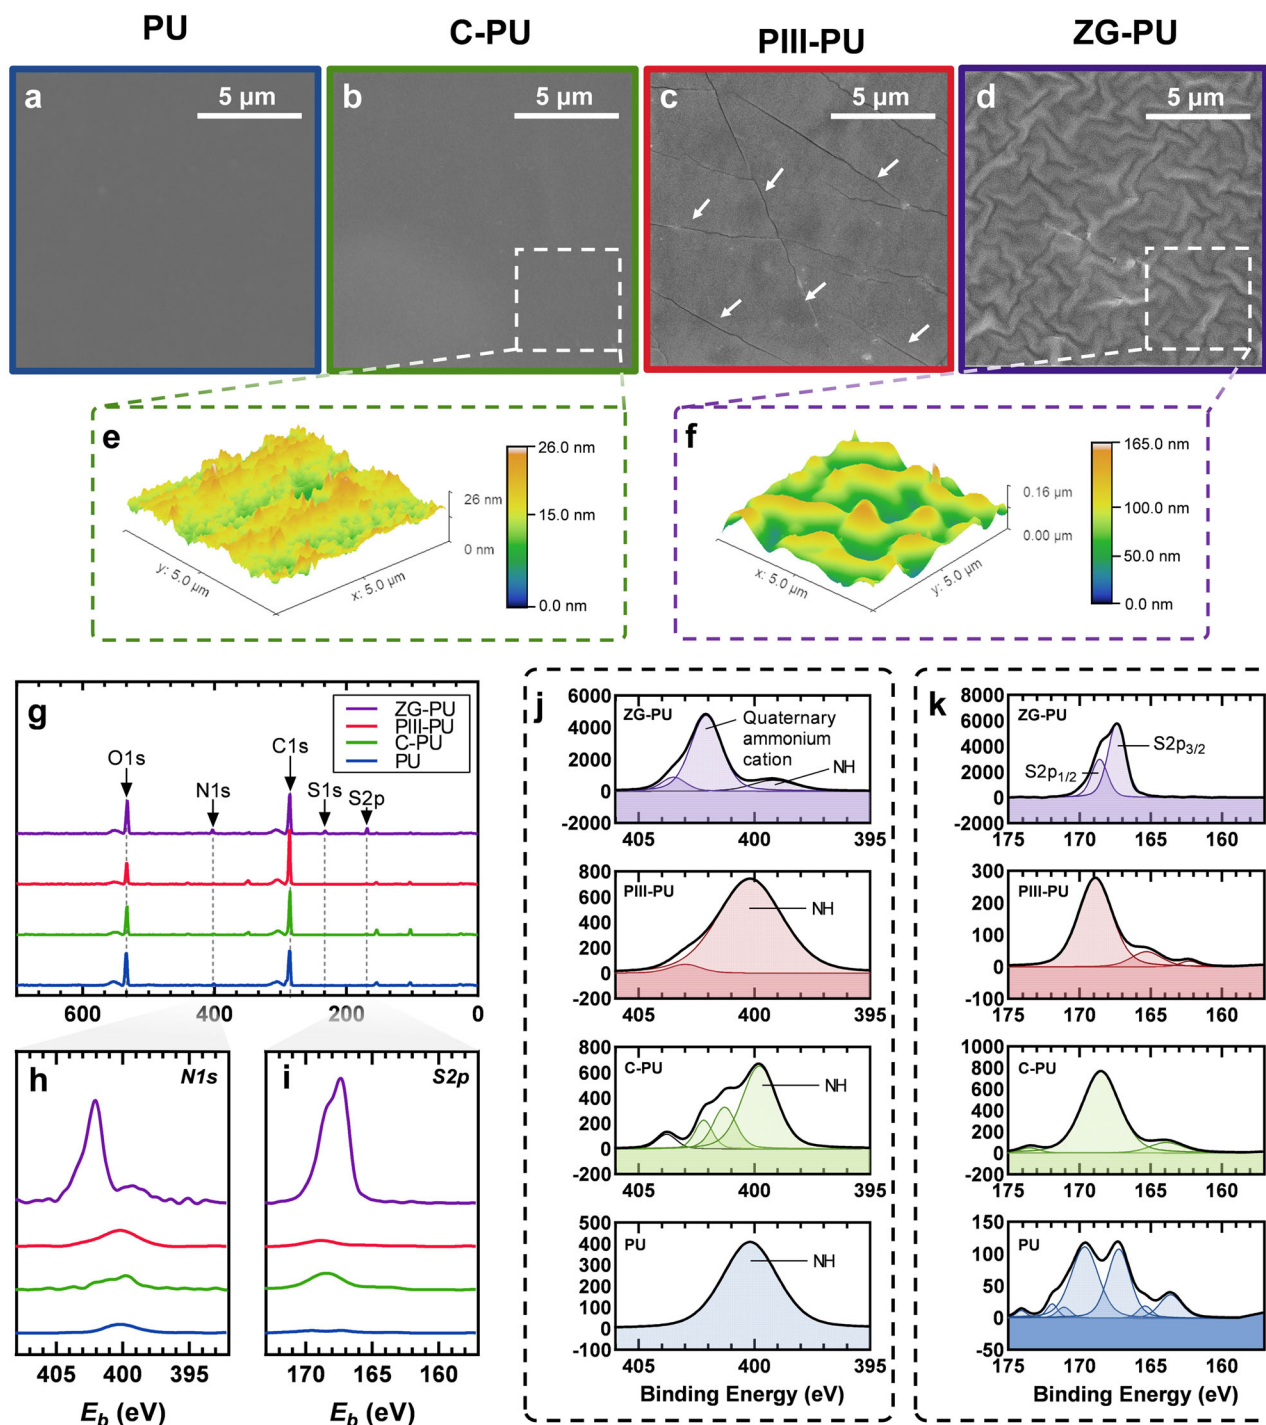 PU
C-PU
PIII-PU
ZG-PU
a
5 µm
b
5 µm
c
5 µm
d
5 µm
e
26.0 nm
15.0 nm
0.0 nm
26 nm
0 nm
y: 5.0 µm
x: 5.0 µm
f
165.0 nm
100.0 nm
50.0 nm
0.0 nm
0.16 µm
0.00 µm
x: 5.0 µm
y: 5.0 µm
g
ZG-PU
PIII-PU
C-PU
PU
O1s
N1s
C1s
S1s
S2p
600
400
200
0
h
N1s
405
400
395
E_b (eV)
i
S2p
170
165
160
E_b (eV)
j
ZG-PU
Quaternary
ammonium
cation
NH
6000
4000
2000
0
-2000
405
400
395
PIII-PU
NH
800
600
400
200
0
-200
405
400
395
C-PU
NH
800
600
400
200
0
-200
405
400
395
PU
NH
500
400
300
200
100
0
-100
405
400
395
Binding Energy (eV)
k
ZG-PU
S2p3/2
S2p1/2
8000
6000
4000
2000
0
-2000
175
170
165
160
PIII-PU
300
200
100
0
-100
175
170
165
160
C-PU
1000
800
600
400
200
0
-200
175
170
165
160
PU
150
100
50
0
-50
175
170
165
160
Binding Energy (eV)